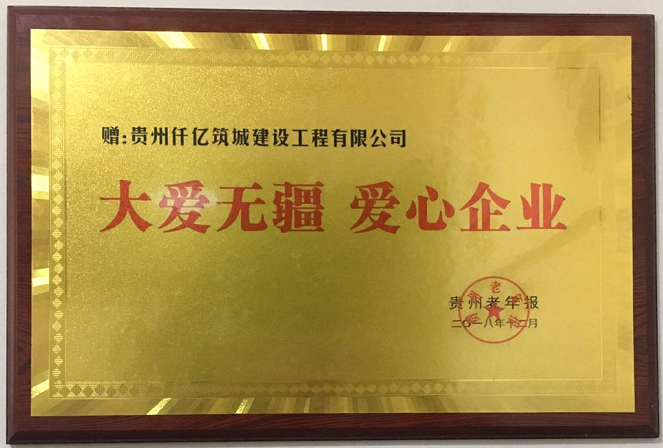 赠:贵州仟亿筑城建设工程有限公司
大爱无疆 爱心企业
贵州老年报
二〇一八年十二月